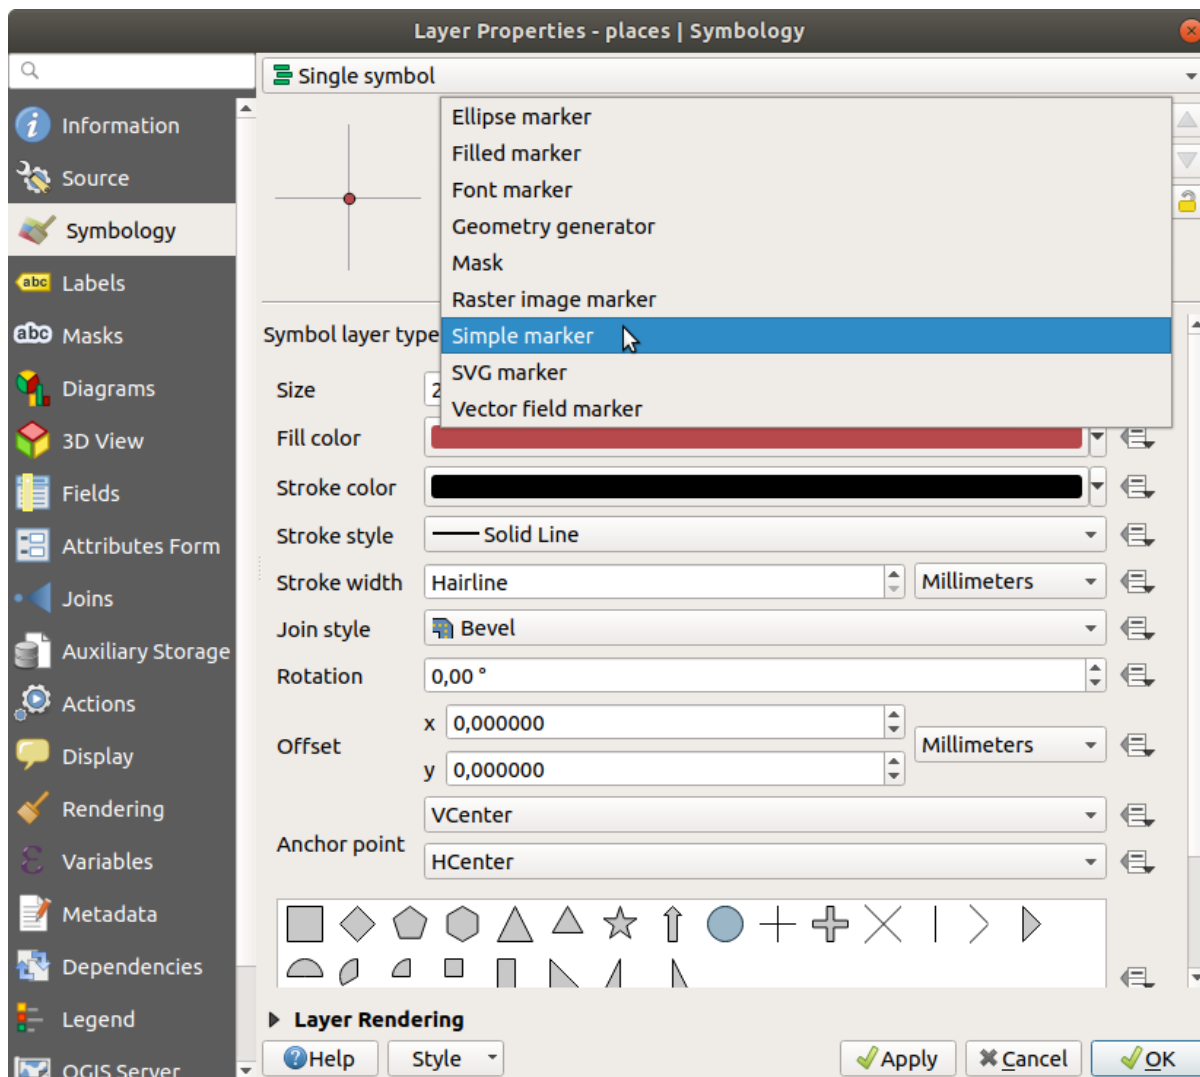 Layer Properties - places | Symbology
Single symbol
Information
Source
Symbology
abc Labels
abc Masks
Diagrams
3D View
Fields
Attributes Form
Joins
Auxiliary Storage
Actions
Display
Rendering
Variables
Metadata
Dependencies
Legend
QGIS Server
Ellipse marker
Filled marker
Font marker
Geometry generator
Mask
Raster image marker
Simple marker
SVG marker
Vector field marker
Symbol layer type
Size
Fill color
Stroke color
Stroke style Solid Line
Stroke width Hairline Millimeters
Join style Bevel
Rotation 0,00 °
Offset x 0,000000 Millimeters
y 0,000000
Anchor point VCenter
HCenter
Layer Rendering
Help Style Apply Cancel OK